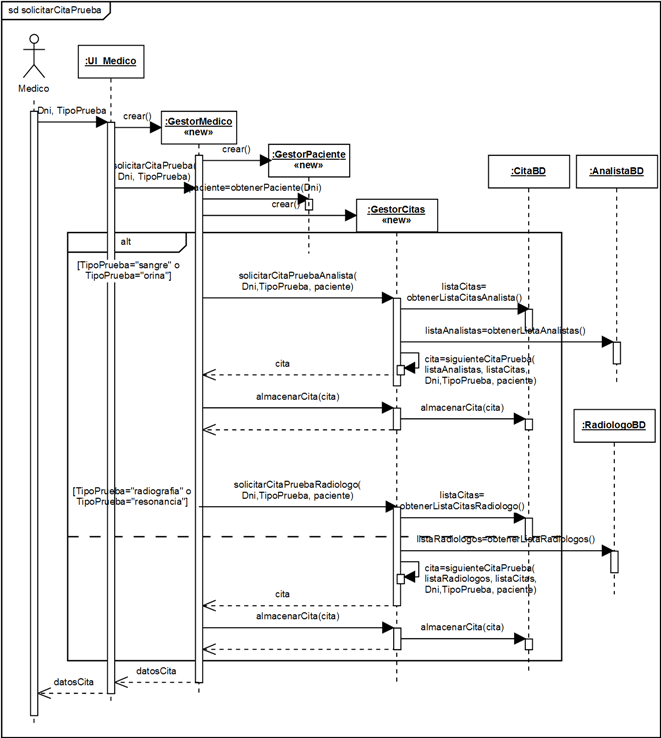 sd solicitarCitaPrueba
Medico
:UI_Medico
Dni, TipoPrueba
crear()
:GestorMedico
«new»
crear()
:GestorPaciente
«new»
:CitaBD
:AnalistaBD
solicitarCitaPrueba(
Dni, TipoPrueba)
paciente=obtenerPaciente(Dni)
crear()
:GestorCitas
«new»
alt
[TipoPrueba="sangre" o
TipoPrueba="orina"]
solicitarCitaPruebaAnalista(
Dni,TipoPrueba, paciente)
listaCitas=
obtenerListaCitasAnalista()
listaAnalistas=obtenerListaAnalistas()
cita=siguienteCitaPrueba(
listaAnalistas, listaCitas,
Dni,TipoPrueba, paciente)
cita
almacenarCita(cita)
almacenarCita(cita)
:RadiologoBD
[TipoPrueba="radiografia" o
TipoPrueba="resonancia"]
solicitarCitaPruebaRadiologo(
Dni,TipoPrueba, paciente)
listaCitas=
obtenerListaCitasRadiologo()
listaRadiologos=obtenerListaRadiologos()
cita=siguienteCitaPrueba(
listaRadiologos, listaCitas,
Dni,TipoPrueba, paciente)
cita
almacenarCita(cita)
almacenarCita(cita)
datosCita
datosCita